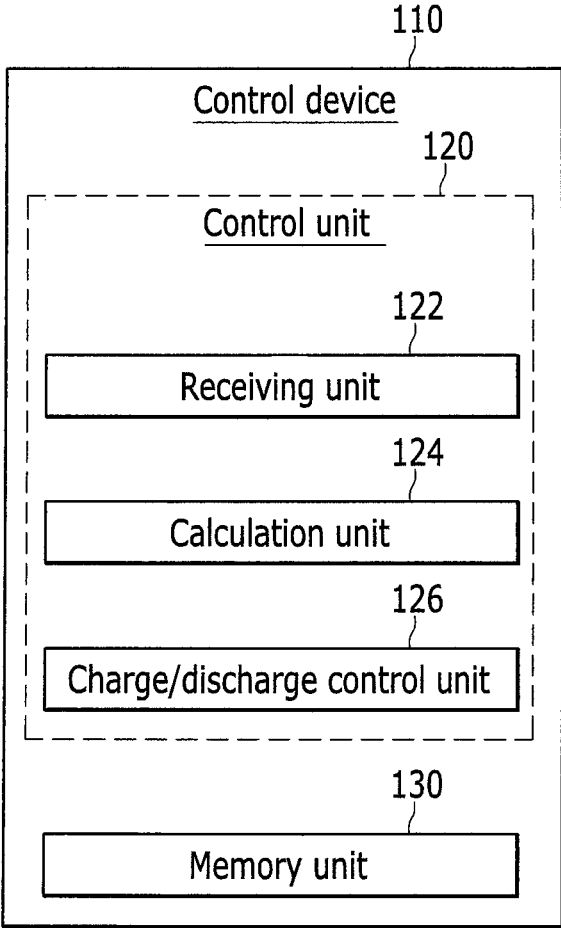 110
Control device
120
Control unit
122
Receiving unit
124
Calculation unit
126
Charge/discharge control unit
130
Memory unit